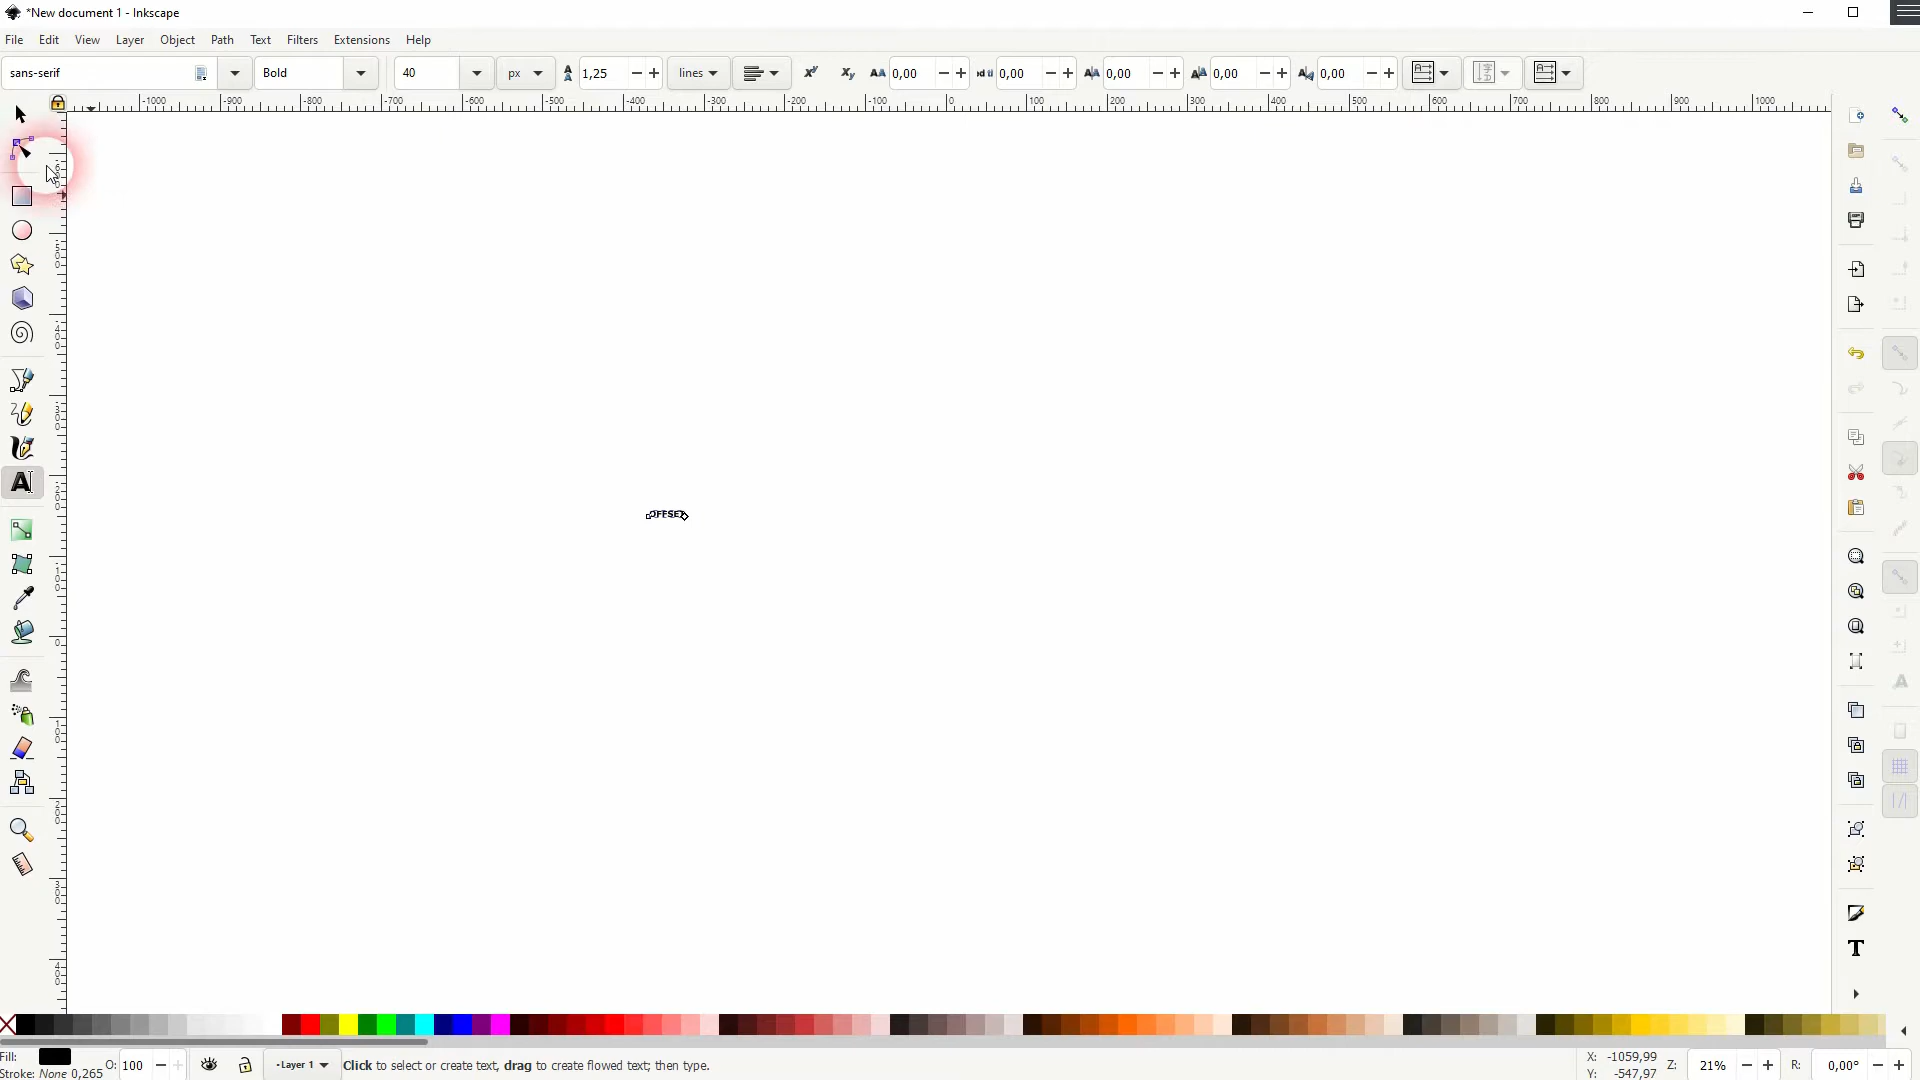 *New document 1 - Inkscape
File Edit View Layer Object Path Text Filters Extensions Help
sans-serif Bold 40 px 1,25 lines 0,00 0,00 0,00 0,00 0,00
-1000 -900 -800 -700 -600 -500 -400 -300 -200 -100 0 100 200 300 400 500 600 700 800 900 1000
OFFSET
Fill: O: 100 -Layer 1 Click to select or create text, drag to create flowed text; then type. X: -1059,99 Z: 21% R: 0,00°
Stroke: None 0,265 Y: -547,97